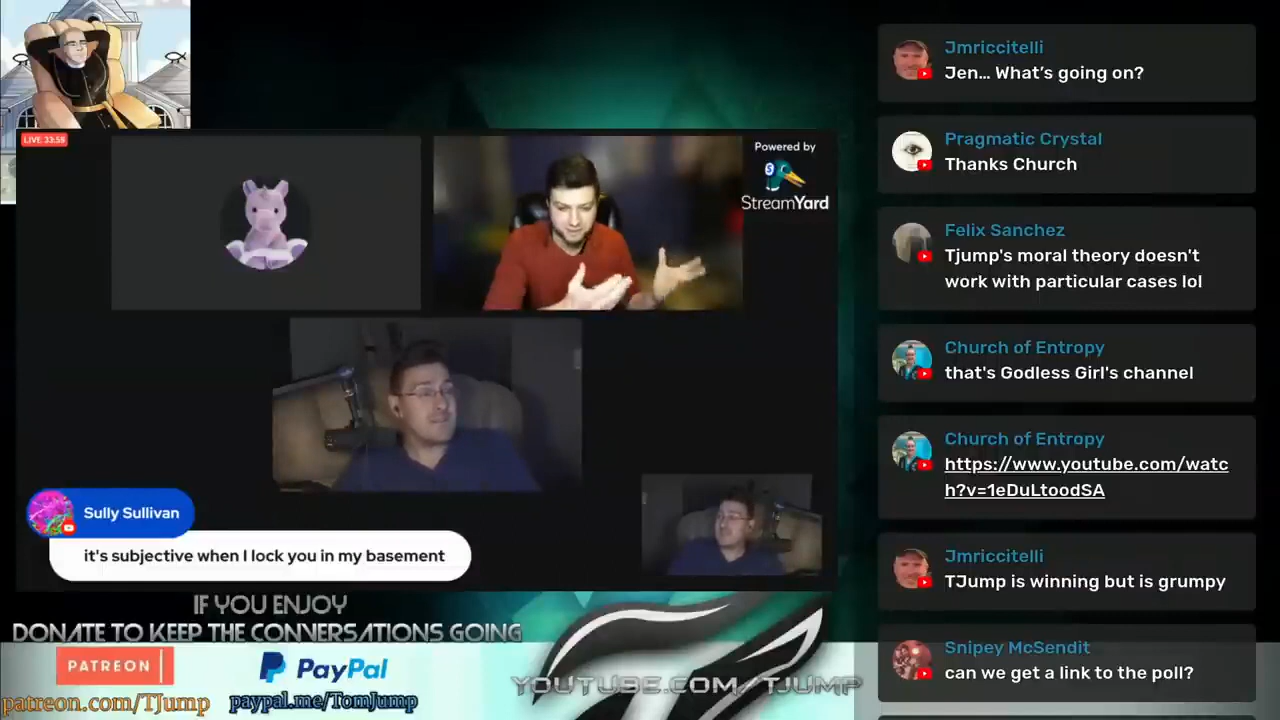 LIVE 33:58
Powered by
StreamYard
Sully Sullivan
it's subjective when I lock you in my basement
IF YOU ENJOY
DONATE TO KEEP THE CONVERSATIONS GOING
PATREON
PayPal
patreon.com/TJump
paypal.me/TomJump
YOUTUBE.COM/TJUMP
Jmriccitelli
Jen... What's going on?
Pragmatic Crystal
Thanks Church
Felix Sanchez
Tjump's moral theory doesn't
work with particular cases lol
Church of Entropy
that's Godless Girl's channel
Church of Entropy
https://www.youtube.com/watc
h?v=1eDuLtoodSA
Jmriccitelli
TJump is winning but is grumpy
Snipey McSendit
can we get a link to the poll?